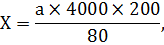 X = a × 4000 × 200 / 80 ,